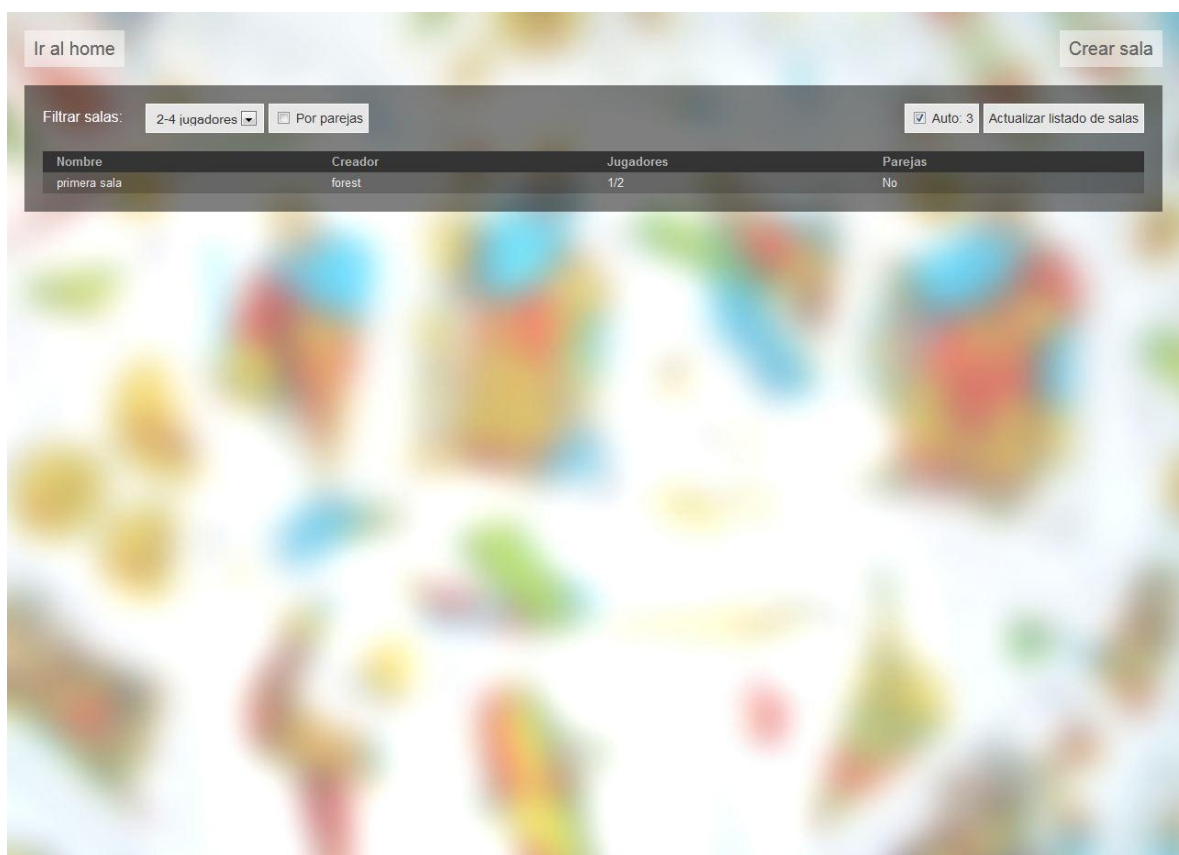 Ir al home
Crear sala
Filtrar salas: 2-4 jugadores Por parejas Auto: 3 Actualizar listado de salas
Nombre Creador Jugadores Parejas
primera sala forest 1/2 No